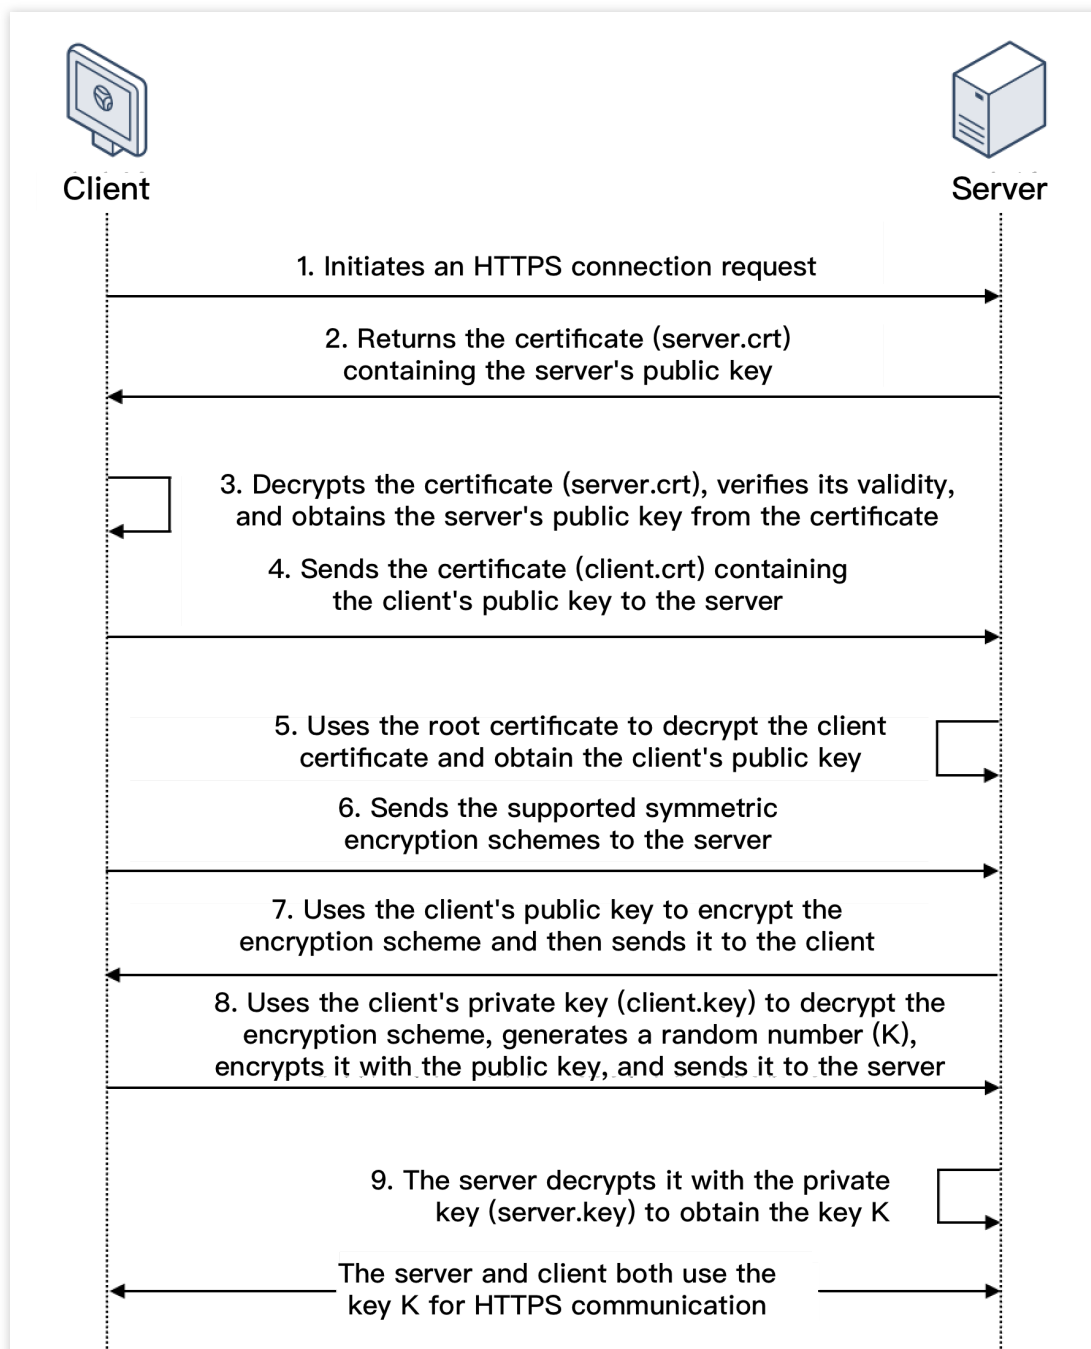 Client
Server
1. Initiates an HTTPS connection request
2. Returns the certificate (server.crt)
containing the server's public key
3. Decrypts the certificate (server.crt), verifies its validity,
and obtains the server's public key from the certificate
4. Sends the certificate (client.crt) containing
the client's public key to the server
5. Uses the root certificate to decrypt the client
certificate and obtain the client's public key
6. Sends the supported symmetric
encryption schemes to the server
7. Uses the client's public key to encrypt the
encryption scheme and then sends it to the client
8. Uses the client's private key (client.key) to decrypt the
encryption scheme, generates a random number (K),
encrypts it with the public key, and sends it to the server
9. The server decrypts it with the private
key (server.key) to obtain the key K
The server and client both use the
key K for HTTPS communication